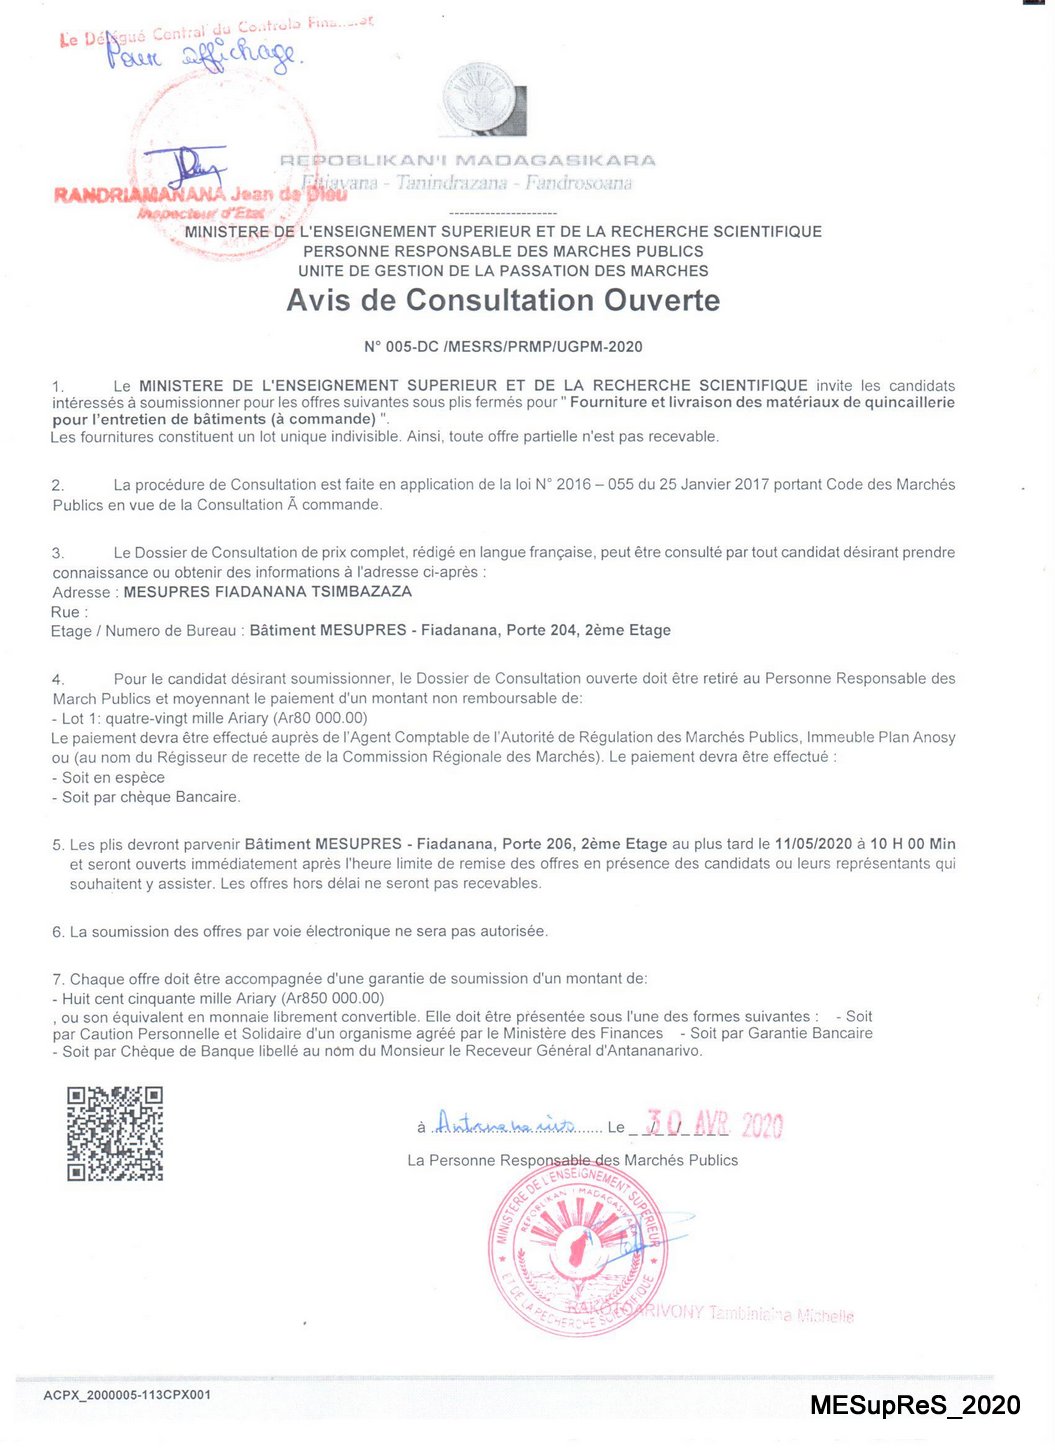 Le Délégué Central du Contrôle Financier
Pour affichage.
REPOBLIKAN'I MADAGASIKARA
Fitiavana - Tanindrazana - Fandrosoana
RANDRIAMANANA Jean de Dieu
Inspecteur d'Etat
---------------------
MINISTERE DE L'ENSEIGNEMENT SUPERIEUR ET DE LA RECHERCHE SCIENTIFIQUE
PERSONNE RESPONSABLE DES MARCHES PUBLICS
UNITE DE GESTION DE LA PASSATION DES MARCHES
Avis de Consultation Ouverte
N° 005-DC /MESRS/PRMP/UGPM-2020
1. Le MINISTERE DE L'ENSEIGNEMENT SUPERIEUR ET DE LA RECHERCHE SCIENTIFIQUE invite les candidats
intéressés à soumissionner pour les offres suivantes sous plis fermés pour " Fourniture et livraison des matériaux de quincaillerie
pour l'entretien de bâtiments (à commande) ".
Les fournitures constituent un lot unique indivisible. Ainsi, toute offre partielle n'est pas recevable.
2. La procédure de Consultation est faite en application de la loi N° 2016 – 055 du 25 Janvier 2017 portant Code des Marchés
Publics en vue de la Consultation Ã commande.
3. Le Dossier de Consultation de prix complet, rédigé en langue française, peut être consulté par tout candidat désirant prendre
connaissance ou obtenir des informations à l'adresse ci-après :
Adresse : MESUPRES FIADANANA TSIMBAZAZA
Rue :
Etage / Numero de Bureau : Bâtiment MESUPRES - Fiadanana, Porte 204, 2ème Etage
4. Pour le candidat désirant soumissionner, le Dossier de Consultation ouverte doit être retiré au Personne Responsable des
March Publics et moyennant le paiement d'un montant non remboursable de:
- Lot 1: quatre-vingt mille Ariary (Ar80 000.00)
Le paiement devra être effectué auprès de l'Agent Comptable de l'Autorité de Régulation des Marchés Publics, Immeuble Plan Anosy
ou (au nom du Régisseur de recette de la Commission Régionale des Marchés). Le paiement devra être effectué :
- Soit en espèce
- Soit par chèque Bancaire.
5. Les plis devront parvenir Bâtiment MESUPRES - Fiadanana, Porte 206, 2ème Etage au plus tard le 11/05/2020 à 10 H 00 Min
et seront ouverts immédiatement après l'heure limite de remise des offres en présence des candidats ou leurs représentants qui
souhaitent y assister. Les offres hors délai ne seront pas recevables.
6. La soumission des offres par voie électronique ne sera pas autorisée.
7. Chaque offre doit être accompagnée d'une garantie de soumission d'un montant de:
- Huit cent cinquante mille Ariary (Ar850 000.00)
, ou son équivalent en monnaie librement convertible. Elle doit être présentée sous l'une des formes suivantes : - Soit
par Caution Personnelle et Solidaire d'un organisme agréé par le Ministère des Finances - Soit par Garantie Bancaire
- Soit par Chèque de Banque libellé au nom du Monsieur le Receveur Général d'Antananarivo.
à Antananarivo ...... Le _ _/_ _/_ _ _ _ 30 AVR. 2020
La Personne Responsable des Marchés Publics
MINISTERE DE L'ENSEIGNEMENT SUPERIEUR
ET DE LA RECHERCHE SCIENTIFIQUE
REPOBLIKAN'I MADAGASIKARA
RAKOTOARIVONY Tambiniaina Michelle
ACPX_2000005-113CPX001
MESupReS_2020